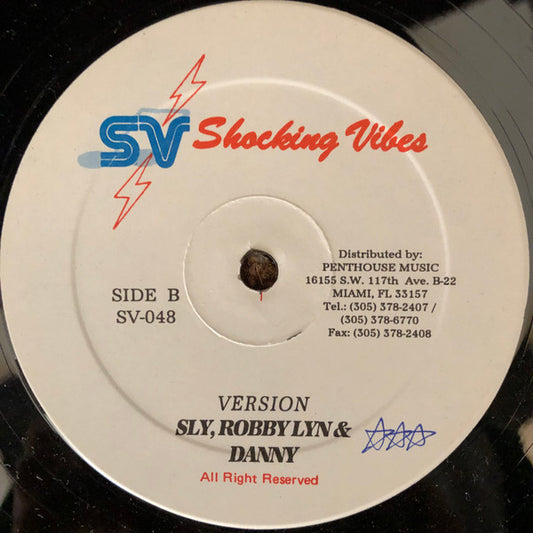 SV Shocking Vibes
Distributed by:
PENTHOUSE MUSIC
16155 S.W. 117th Ave. B-22
MIAMI, FL 33157
Tel.: (305) 378-2407 /
(305) 378-6770
Fax: (305) 378-2408
SIDE B
SV-048
VERSION
SLY, ROBBY LYN &
DANNY
All Right Reserved